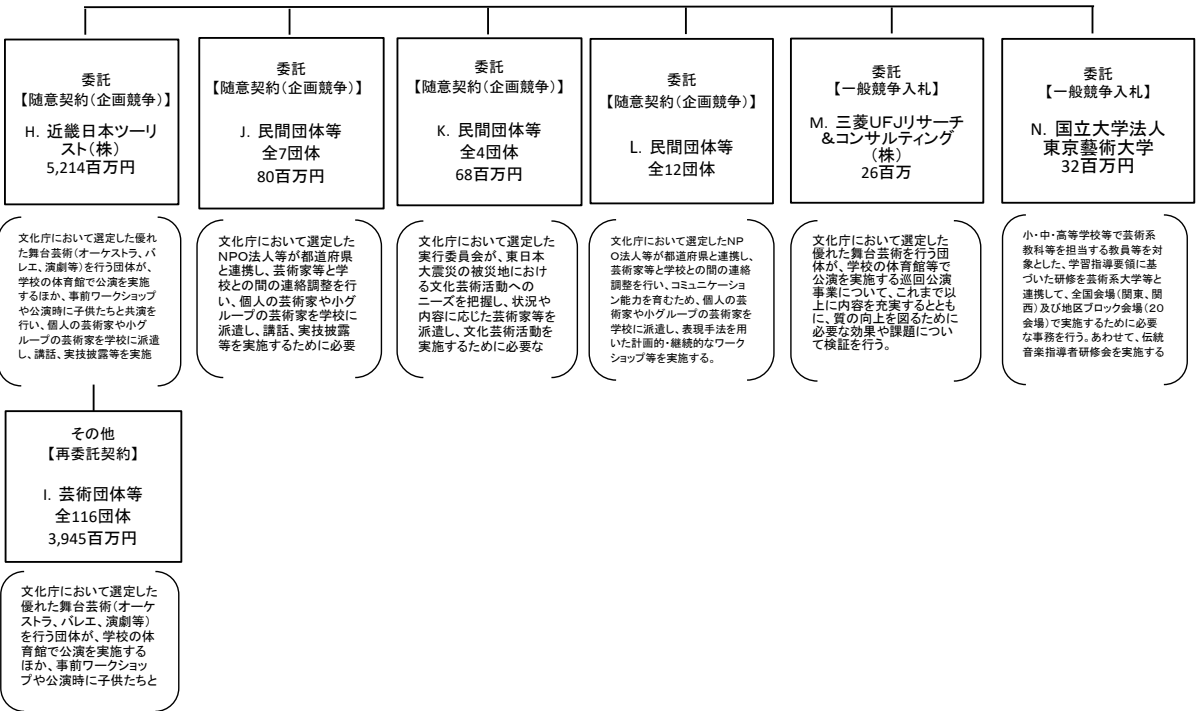 委託
【随意契約(企画競争)】
H. 近畿日本ツーリ
スト(株)
5,214百万円
委託
【随意契約(企画競争)】
J. 民間団体等
全7団体
80百万円
委託
【随意契約(企画競争)】
K. 民間団体等
全4団体
68百万円
委託
【随意契約(企画競争)】
L. 民間団体等
全12団体
委託
【一般競争入札】
M. 三菱UFJリサーチ
&コンサルティング
(株)
26百万
委託
【一般競争入札】
N. 国立大学法人
東京藝術大学
32百万円
文化庁において選定した優れ
た舞台芸術(オーケストラ、バ
レエ、演劇等)を行う団体が、
学校の体育館で公演を実施
するほか、事前ワークショップ
や公演時に子供たちと共演を
行い、個人の芸術家や小グ
ループの芸術家を学校に派遣
し、講話、実技披露等を実施
文化庁において選定した
NPO法人等が都道府県
と連携し、芸術家等と学
校との間の連絡調整を行
い、個人の芸術家や小グ
ループの芸術家を学校に
派遣し、講話、実技披露
等を実施するために必要
文化庁において選定した
実行委員会が、東日本
大震災の被災地におけ
る文化芸術活動への
ニーズを把握し、状況や
内容に応じた芸術家等を
派遣し、文化芸術活動を
実施するために必要な
文化庁において選定したNP
O法人等が都道府県と連携し、
芸術家等と学校との間の連絡
調整を行い、コミュニケーショ
ン能力を育むため、個人の芸
術家や小グループの芸術家を
学校に派遣し、表現手法を用
いた計画的・継続的なワーク
ショップ等を実施する。
文化庁において選定した
優れた舞台芸術を行う団
体が、学校の体育館等で
公演を実施する巡回公演
事業について、これまで以
上に内容を充実するととも
に、質の向上を図るために
必要な効果や課題につい
て検証を行う。
小・中・高等学校等で芸術系
教科等を担当する教員等を対
象とした、学習指導要領に基
づいた研修を芸術系大学等と
連携して、全国会場(関東、関
西)及び地区ブロック会場(20
会場)で実施するために必要
な事務を行う。あわせて、伝統
音楽指導者研修会を実施する
その他
【再委託契約】
I. 芸術団体等
全116団体
3,945百万円
文化庁において選定した
優れた舞台芸術(オーケ
ストラ、バレエ、演劇等)
を行う団体が、学校の体
育館で公演を実施する
ほか、事前ワークショッ
プや公演時に子供たちと